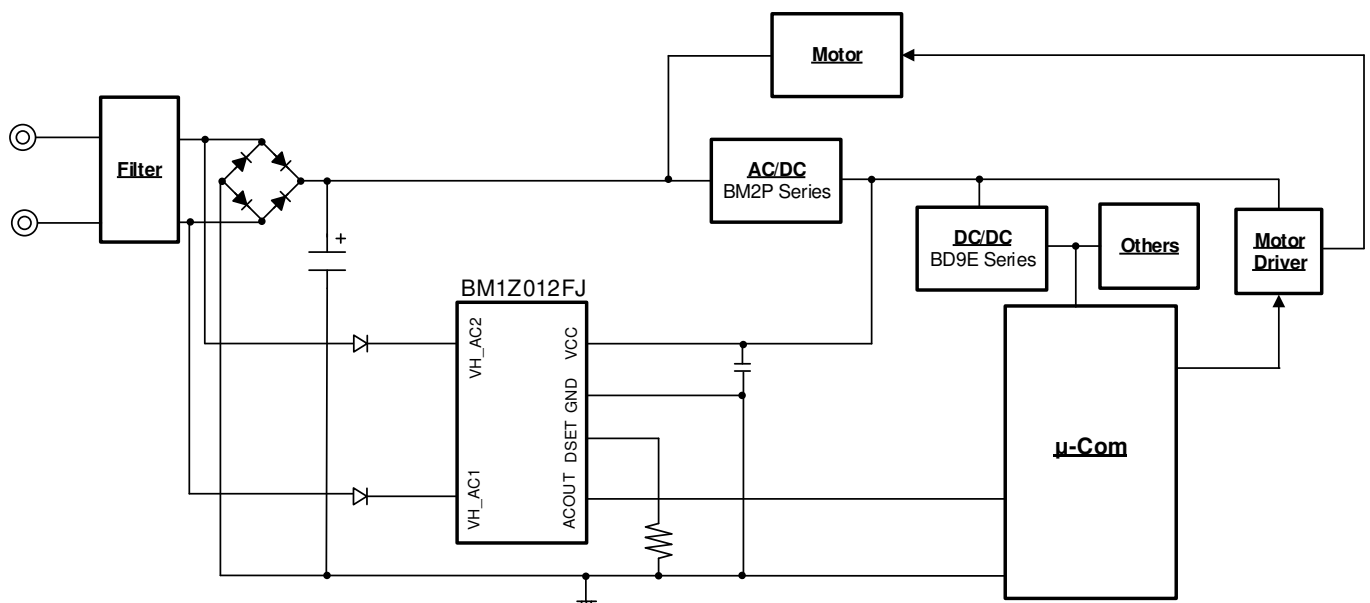 Motor
Filter
AC/DC
BM2P Series
DC/DC
BD9E Series
Others
Motor
Driver
+
BM1Z012FJ
VH_AC2
VCC
GND
DSET
VH_AC1
ACOUT
µ-Com